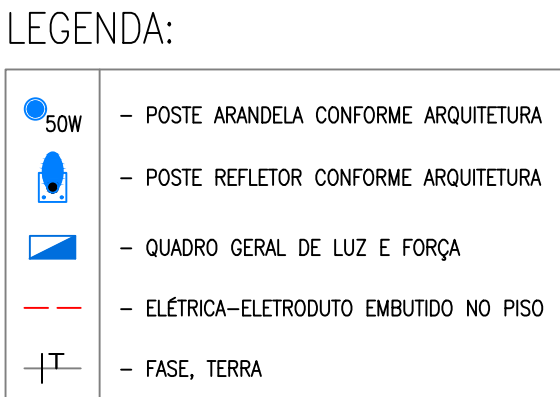 LEGENDA:
50W
- POSTE ARANDELA CONFORME ARQUITETURA
- POSTE REFLETOR CONFORME ARQUITETURA
- QUADRO GERAL DE LUZ E FORÇA
- ELÉTRICA-ELETRODUTO EMBUTIDO NO PISO
T
- FASE, TERRA